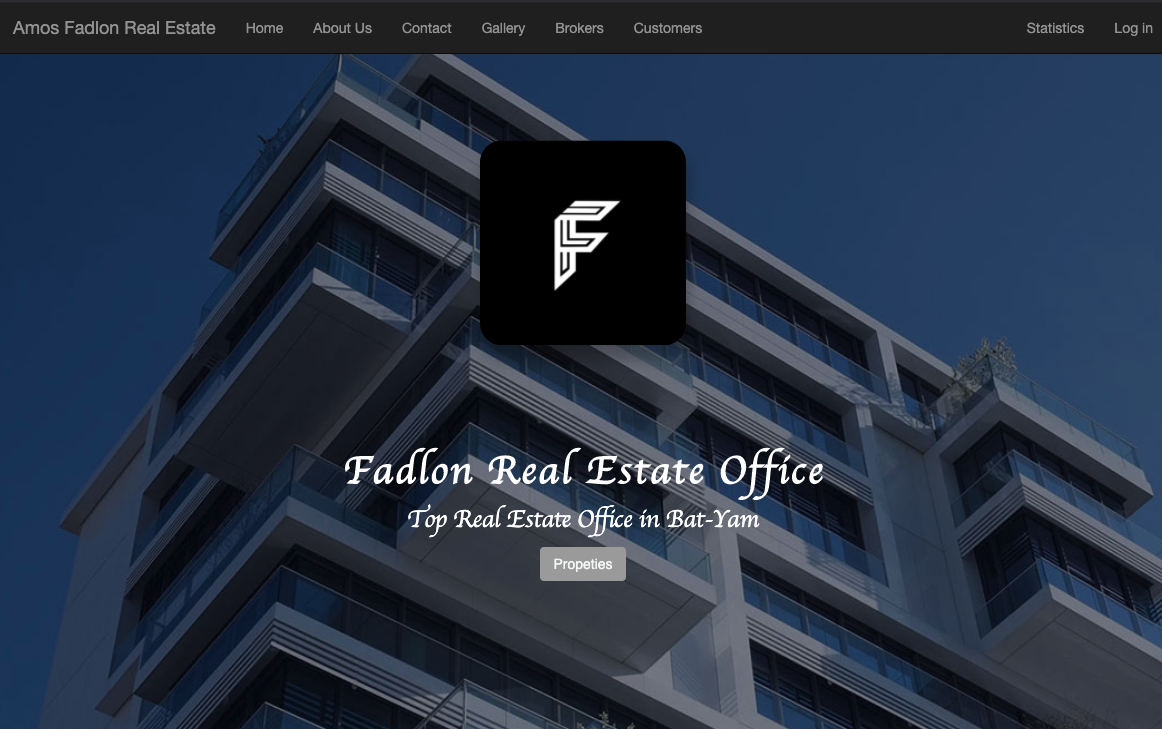 Amos Fadlon Real Estate Home About Us Contact Gallery Brokers Customers Statistics Log in
F
Fadlon Real Estate Office
Top Real Estate Office in Bat-Yam
Propeties